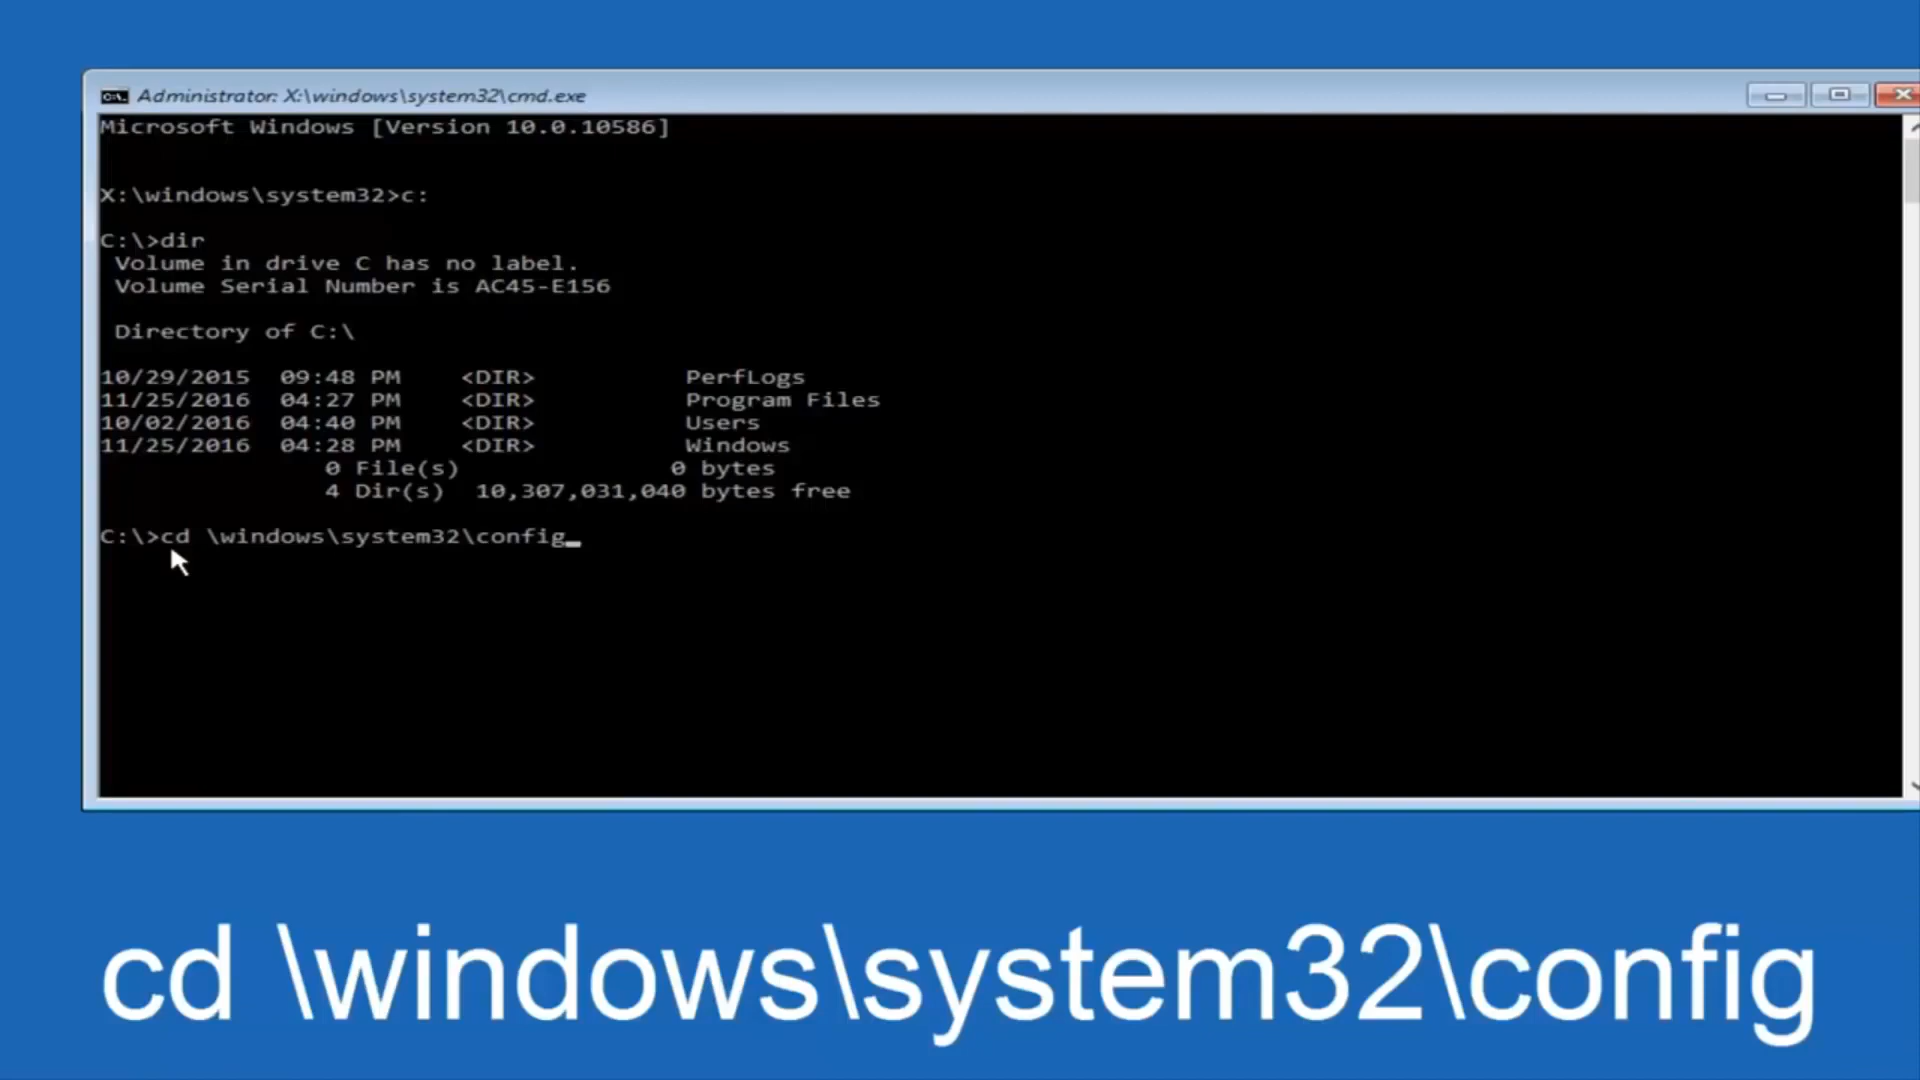 Administrator: X:\windows\system32\cmd.exe
Microsoft Windows [Version 10.0.10586]
X:\windows\system32>c:
C:\>dir
Volume in drive C has no label.
Volume Serial Number is AC45-E156
Directory of C:\
10/29/2015 09:48 PM <DIR> PerfLogs
11/25/2016 04:27 PM <DIR> Program Files
10/02/2016 04:40 PM <DIR> Users
11/25/2016 04:28 PM <DIR> Windows
0 File(s) 0 bytes
4 Dir(s) 10,307,031,040 bytes free
C:\>cd \windows\system32\config_
cd \windows\system32\config